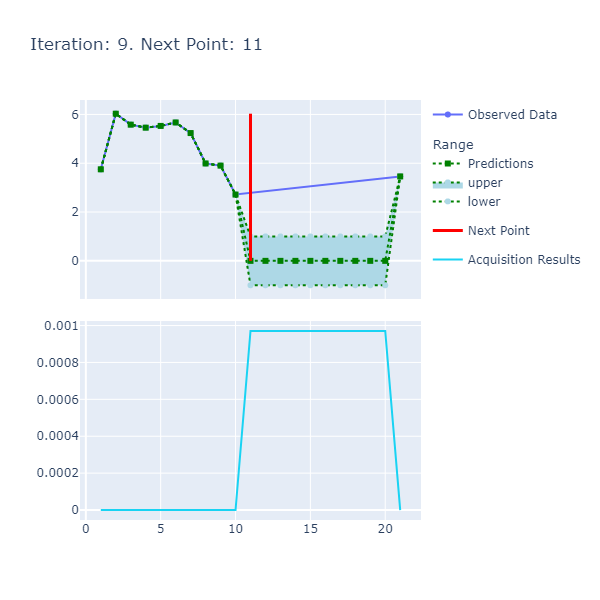 Iteration: 9. Next Point: 11
6
4
2
0
Observed Data
Range
Predictions
upper
lower
Next Point
Acquisition Results
0.001
0.0008
0.0006
0.0004
0.0002
0
0 5 10 15 20